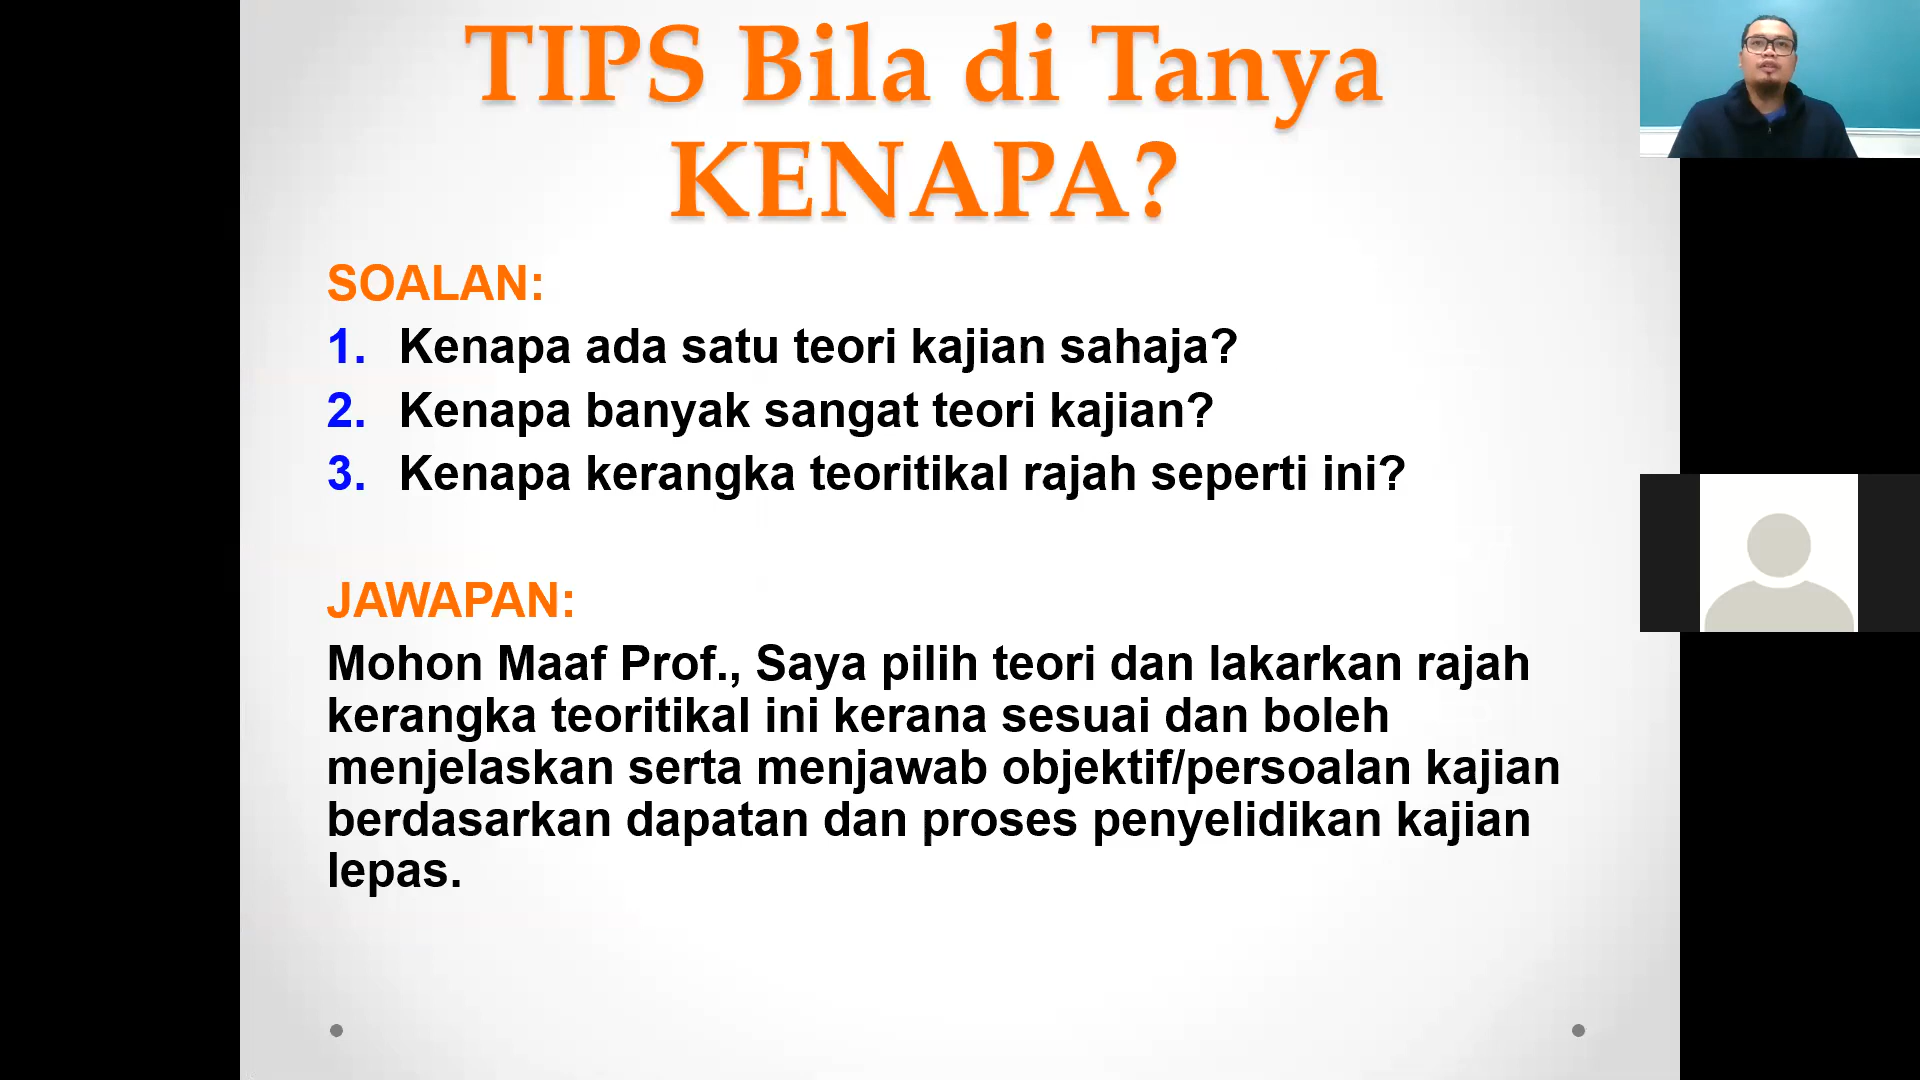 TIPS Bila di Tanya
KENAPA?
SOALAN:
1. Kenapa ada satu teori kajian sahaja?
2. Kenapa banyak sangat teori kajian?
3. Kenapa kerangka teoritikal rajah seperti ini?
JAWAPAN:
Mohon Maaf Prof., Saya pilih teori dan lakarkan rajah
kerangka teoritikal ini kerana sesuai dan boleh
menjelaskan serta menjawab objektif/persoalan kajian
berdasarkan dapatan dan proses penyelidikan kajian
lepas.